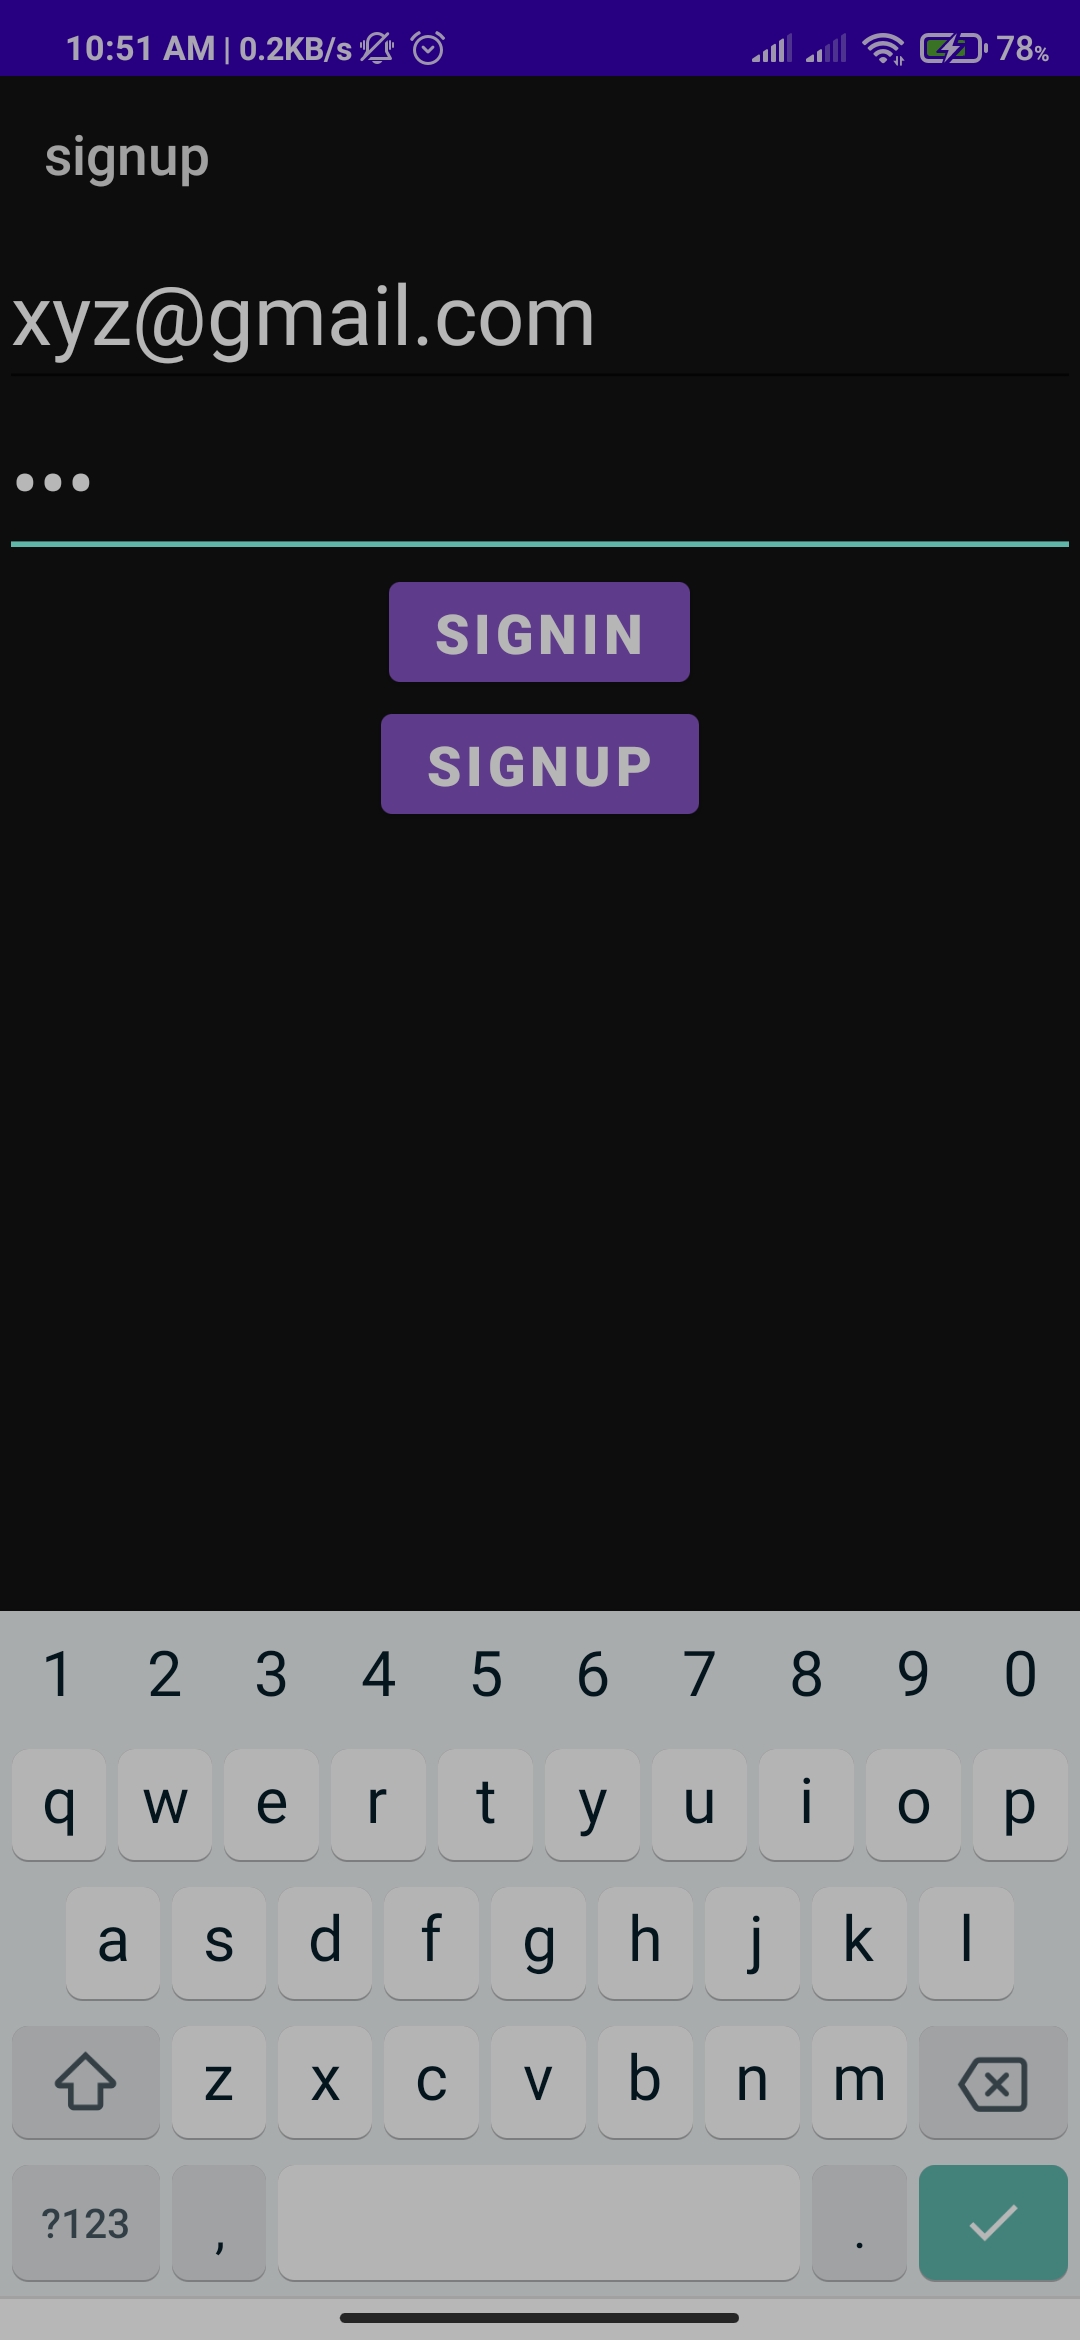 10:51 AM | 0.2KB/s 78%
signup
xyz@gmail.com
•••
SIGNIN
SIGNUP
1 2 3 4 5 6 7 8 9 0
q w e r t y u i o p
a s d f g h j k l
z x c v b n m
?123 , .